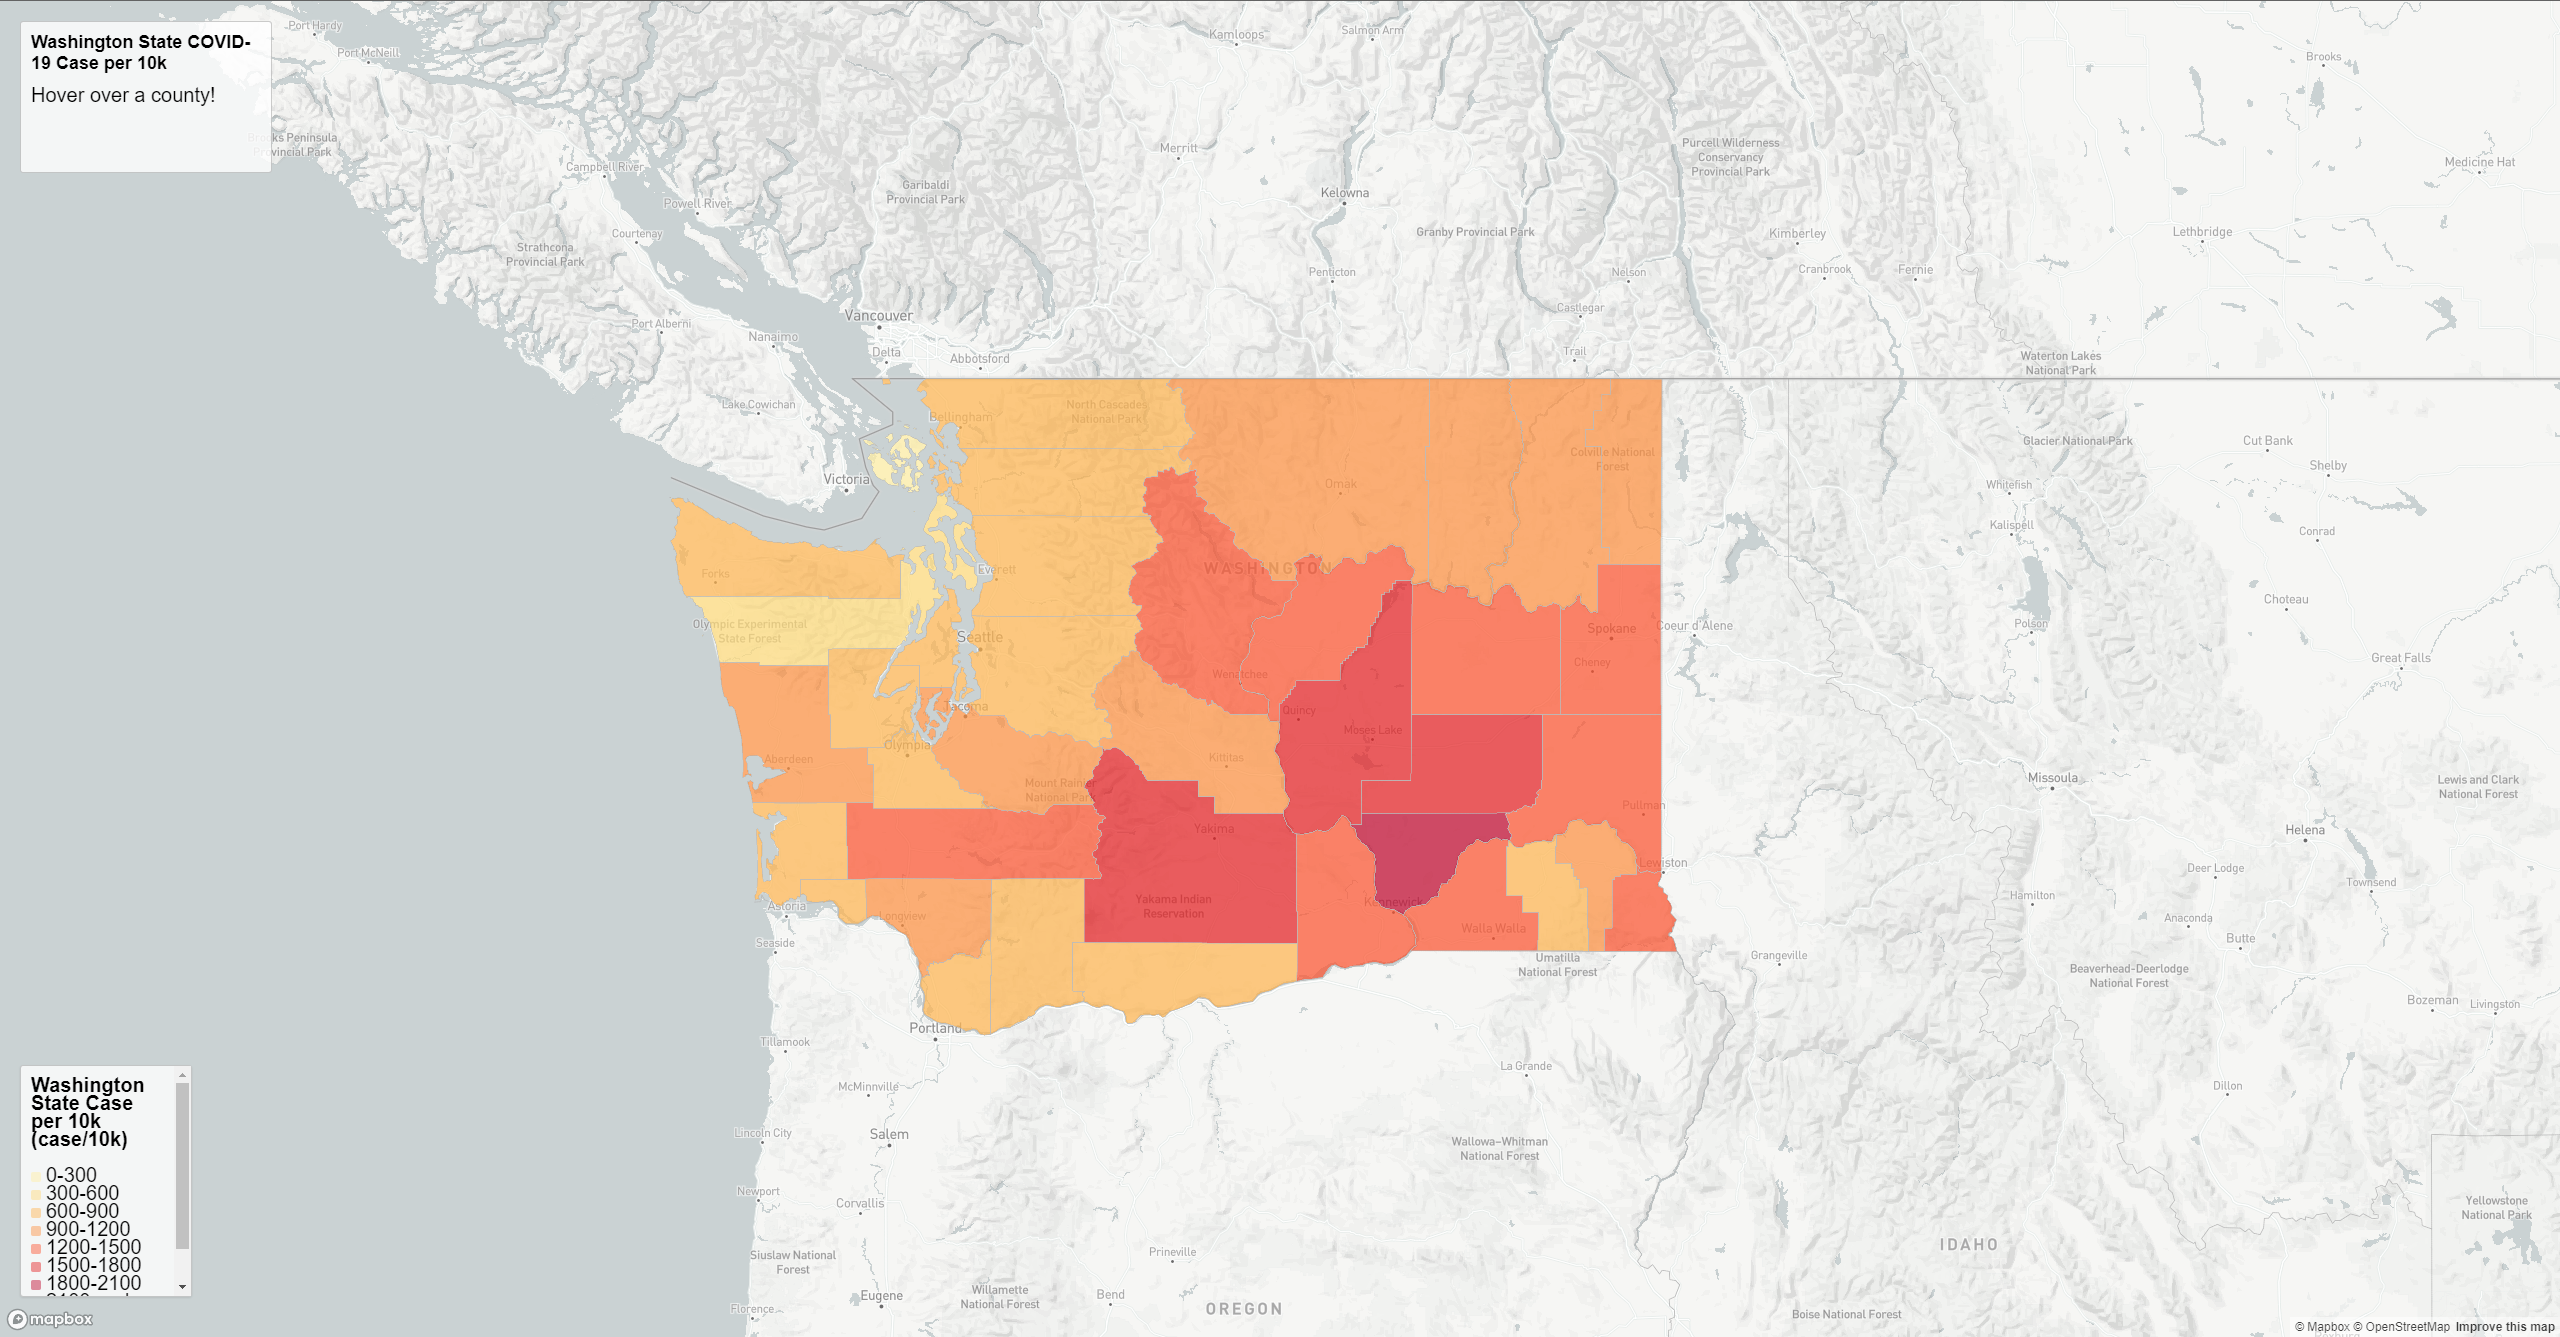 Washington State COVID-
19 Case per 10k
Hover over a county!
Port Hardy
Port McNeill
Provincial Park
Campbell River
Powell River
Courtenay
Strathcona
Provincial Park
Port Alberni
Nanaimo
Lake Cowichan
Victoria
Garibaldi
Provincial Park
Vancouver
Delta
Abbotsford
Kamloops
Salmon Arm
Merritt
Kelowna
Penticton
Granby Provincial Park
Nelson
Castlegar
Trail
Purcell Wilderness
Conservancy
Provincial Park
Kimberley
Cranbrook
Fernie
Brooks
Medicine Hat
Lethbridge
Waterton Lakes
National Park
Glacier National Park
Cut Bank
Shelby
Whitefish
Kalispell
Conrad
Choteau
Polson
Great Falls
Missoula
Lewis and Clark
National Forest
Helena
Deer Lodge
Townsend
Hamilton
Anaconda
Butte
Beaverhead-Deerlodge
National Forest
Bozeman
Livingston
Dillon
Yellowstone
National Park
Bellingham
North Cascades
National Park
Colville National
Forest
Omak
Forks
Everett
WASHINGTON
Olympic Experimental
State Forest
Seattle
Spokane
Coeur d'Alene
Cheney
Wenatchee
Tacoma
Quincy
Moses Lake
Olympia
Aberdeen
Kittitas
Mount Rain
National Par
Pullman
Yakima
Lewiston
Yakama Indian
Reservation
Kennewick
Longview
Walla Walla
Astoria
Seaside
Umatilla
National Forest
Grangeville
Portland
Tillamook
McMinnville
La Grande
Lincoln City
Salem
Wallowa-Whitman
National Forest
Newport
Corvallis
Siuslaw National
Forest
Prineville
Eugene
Willamette
National Forest
Bend
Florence
OREGON
IDAHO
Boise National Forest
Washington
State Case
per 10k
(case/10k)
0-300
300-600
600-900
900-1200
1200-1500
1500-1800
1800-2100
mapbox
© Mapbox © OpenStreetMap Improve this map